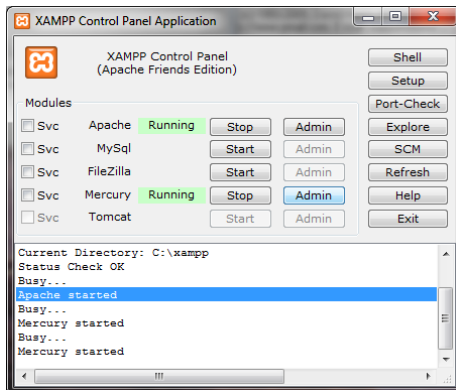 XAMPP Control Panel Application
XAMPP Control Panel
(Apache Friends Edition)
Shell
Setup
Modules
Port-Check
Svc Apache Running Stop Admin Explore
Svc MySql Start Admin SCM
Svc FileZilla Start Admin Refresh
Svc Mercury Running Stop Admin Help
Svc Tomcat Start Admin Exit
Current Directory: C:\xampp
Status Check OK
Busy...
Apache started
Busy...
Mercury started
Busy...
Mercury started